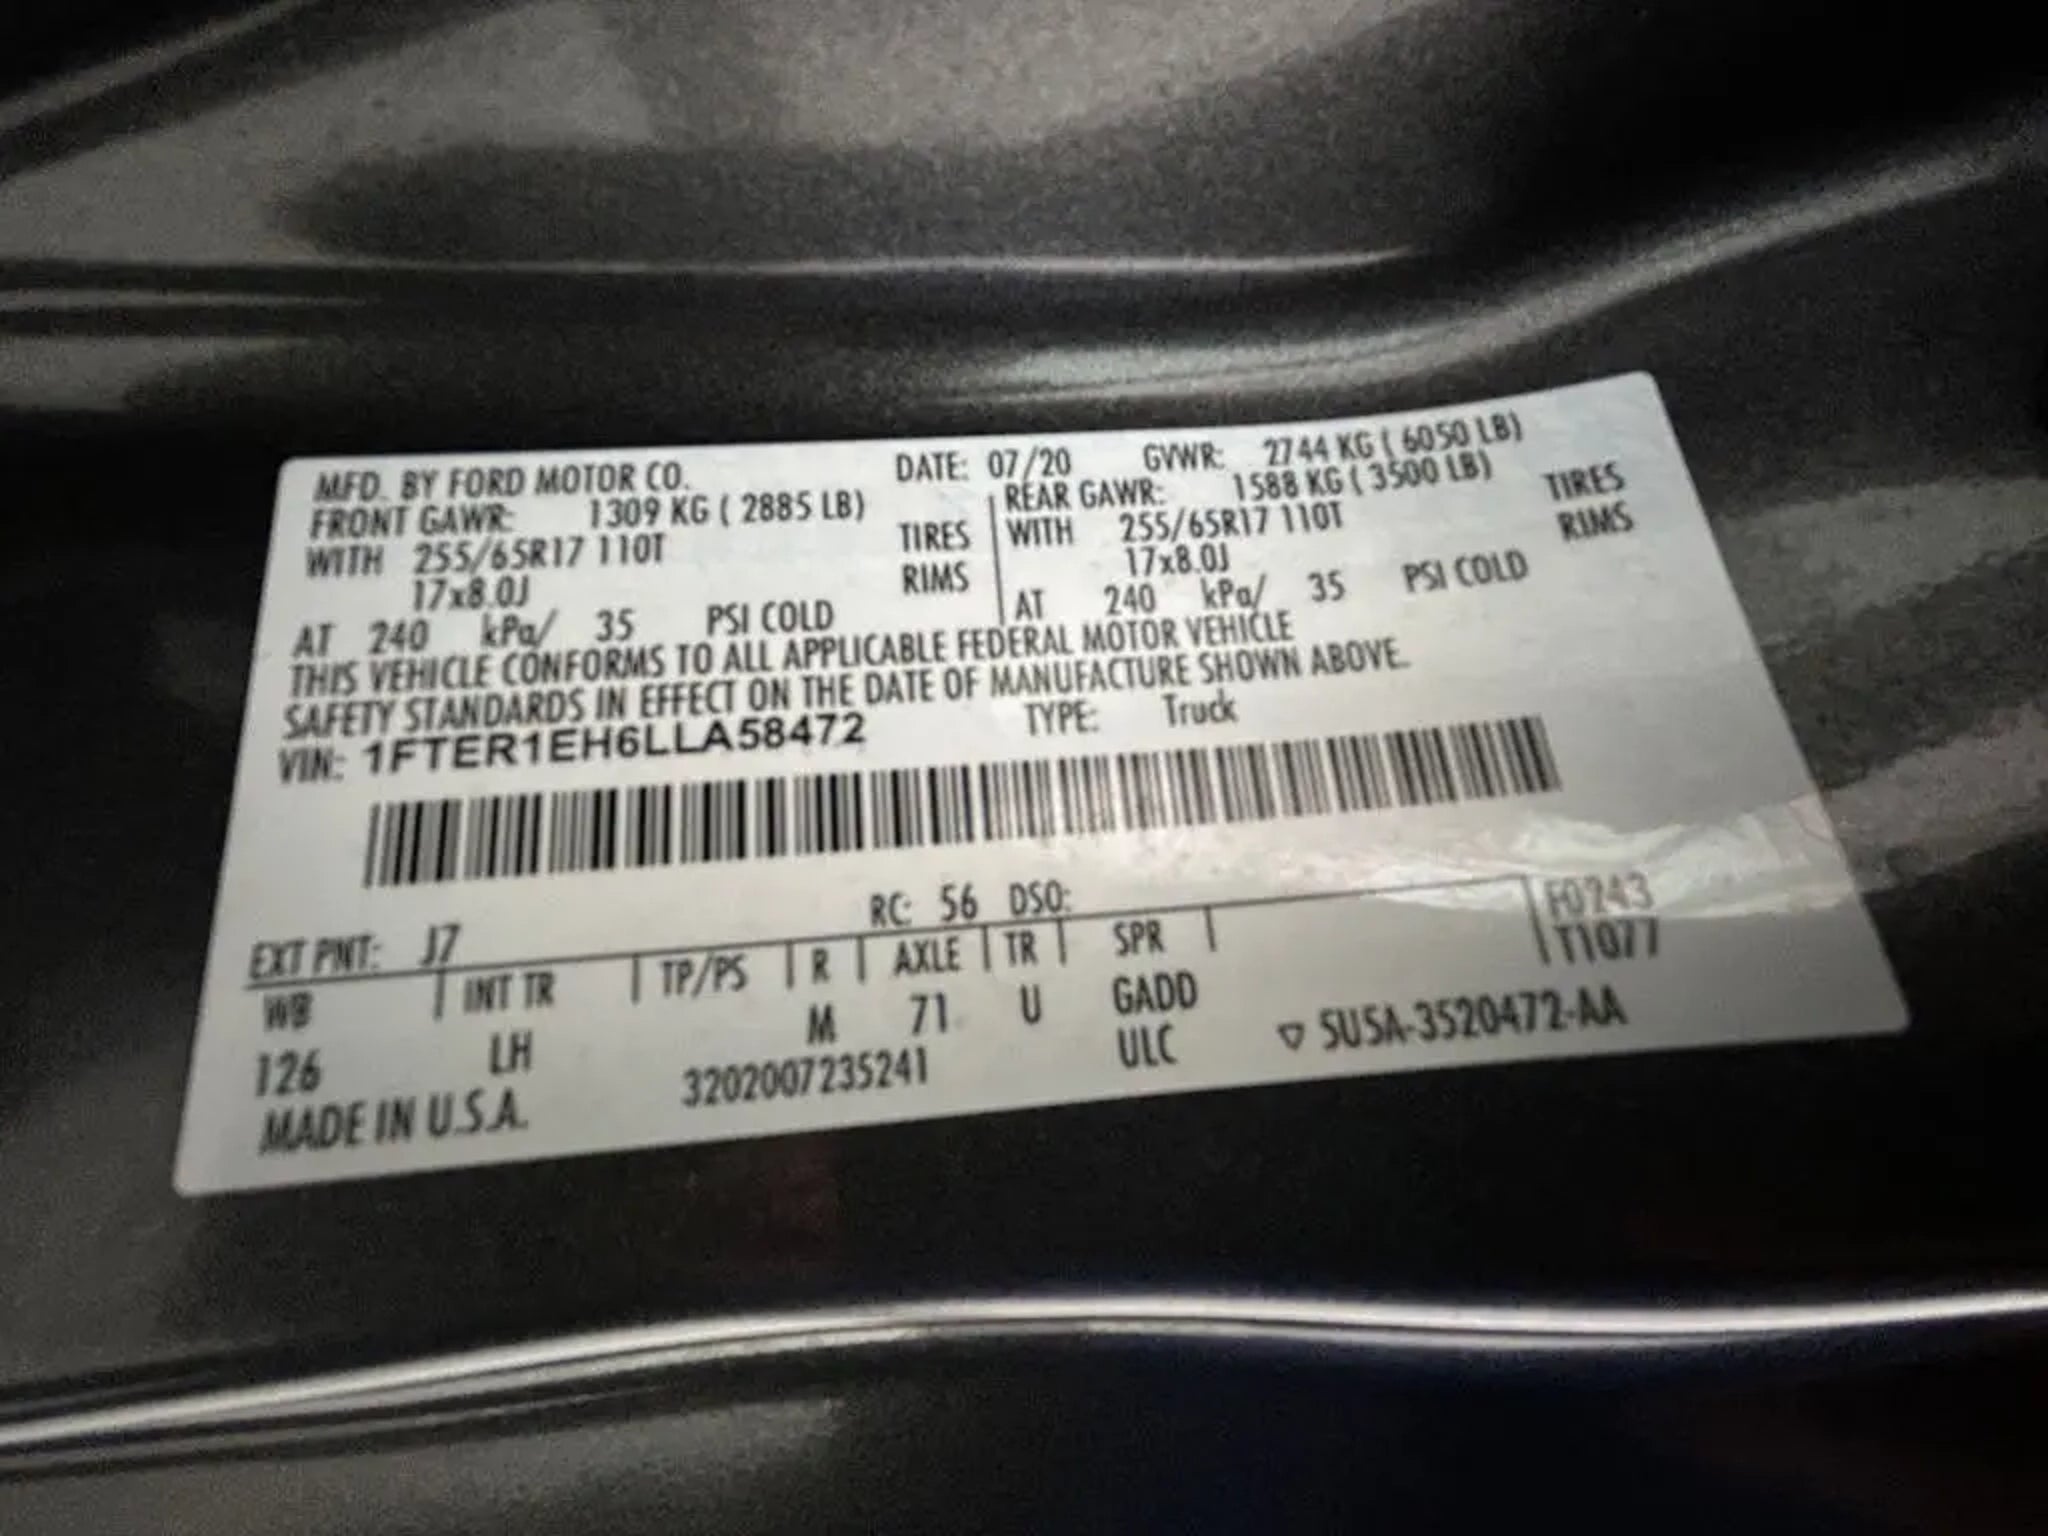 MFD. BY FORD MOTOR CO. DATE: 07/20 GVWR: 2744 KG ( 6050 LB)
FRONT GAWR: 1309 KG ( 2885 LB) REAR GAWR: 1588 KG ( 3500 LB)
WITH 255/65R17 110T TIRES WITH 255/65R17 110T TIRES
17x8.0J RIMS 17x8.0J RIMS
AT 240 kPa/ 35 PSI COLD AT 240 kPa/ 35 PSI COLD
THIS VEHICLE CONFORMS TO ALL APPLICABLE FEDERAL MOTOR VEHICLE
SAFETY STANDARDS IN EFFECT ON THE DATE OF MANUFACTURE SHOWN ABOVE.
VIN: 1FTER1EH6LLA58472 TYPE: Truck
EXT PNT: J7 RC: 56 DSO: F0243
WB INT TR TP/PS R AXLE TR SPR T1077
126 LH M 71 U GADD
MADE IN U.S.A. 3202007235241 ULC ▽ SU5A-3520472-AA